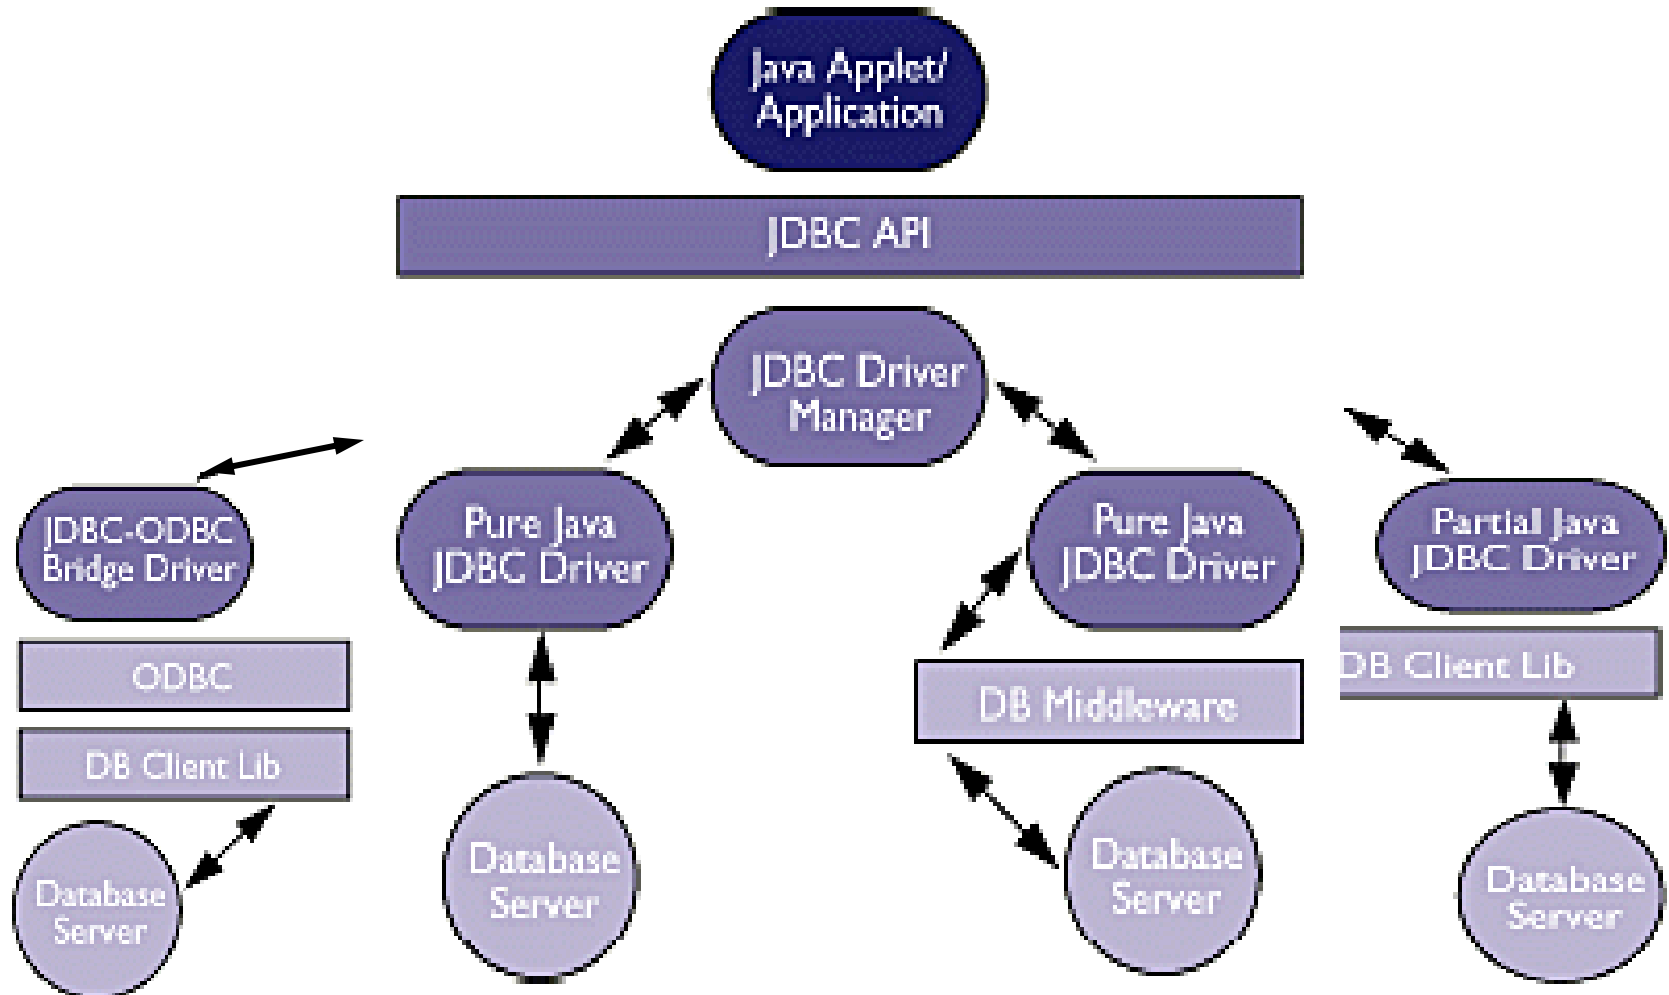 Java Applet/
Application
JDBC API
JDBC Driver
Manager
JDBC-ODBC
Bridge Driver
Pure Java
JDBC Driver
Pure Java
JDBC Driver
Partial Java
JDBC Driver
ODBC
DB Client Lib
DB Middleware
DB Client Lib
Database
Server
Database
Server
Database
Server
Database
Server